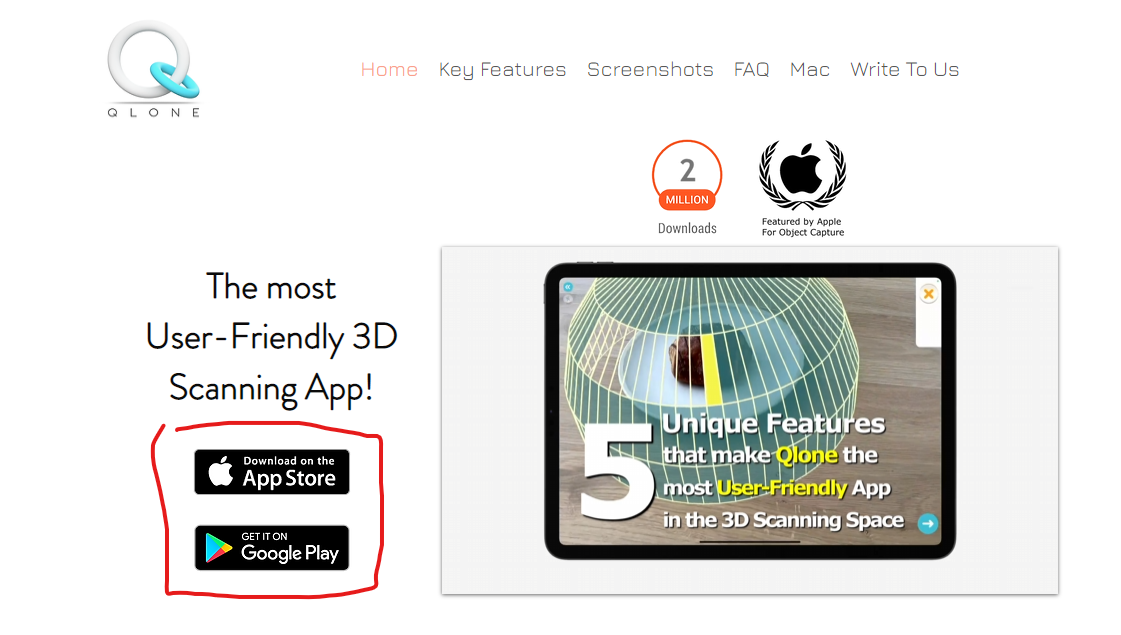 QLONE
Home Key Features Screenshots FAQ Mac Write To Us
2
MILLION
Downloads
Featured by Apple
For Object Capture
The most
User-Friendly 3D
Scanning App!
Download on the
App Store
GET IT ON
Google Play
5
Unique Features
that make Qlone the
most User-Friendly App
in the 3D Scanning Space